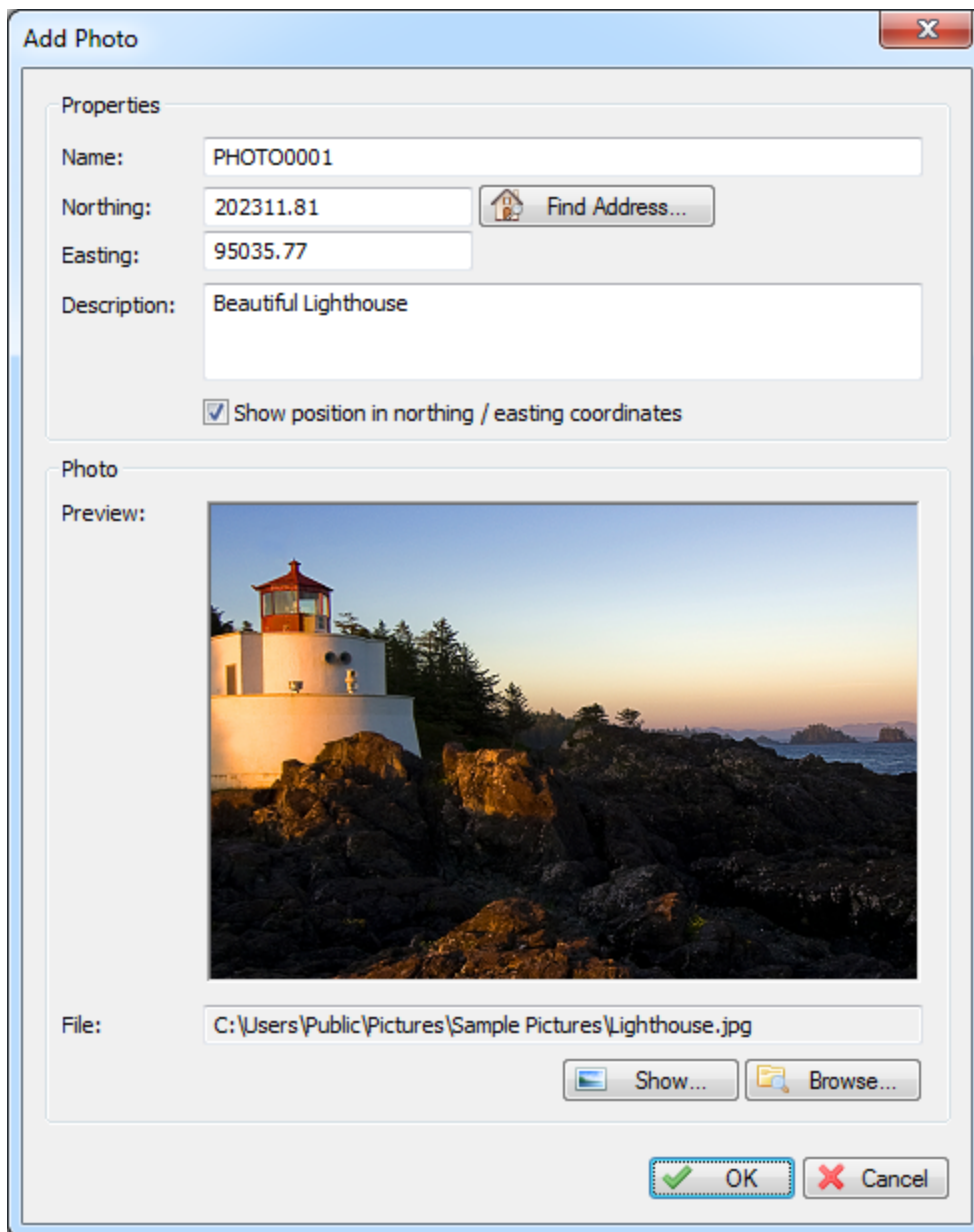 Add Photo
Properties
Name: PHOTO0001
Northing: 202311.81 Find Address...
Easting: 95035.77
Description: Beautiful Lighthouse
Show position in northing / easting coordinates
Photo
Preview:
File: C:\Users\Public\Pictures\Sample Pictures\Lighthouse.jpg
Show... Browse...
OK Cancel